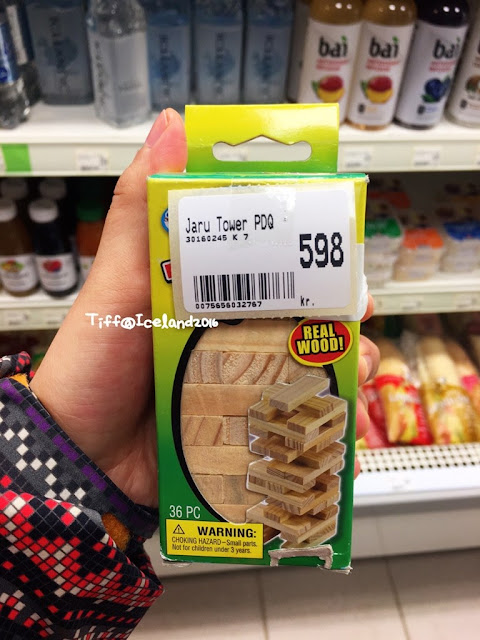 bai
bai
bai
Jaru Tower PDQ
30160245 K 7
598
0075656032767
kr.
Tiff@Iceland2016
REAL
WOOD!
36 PC
WARNING:
CHOKING HAZARD—Small parts.
Not for children under 3 years.